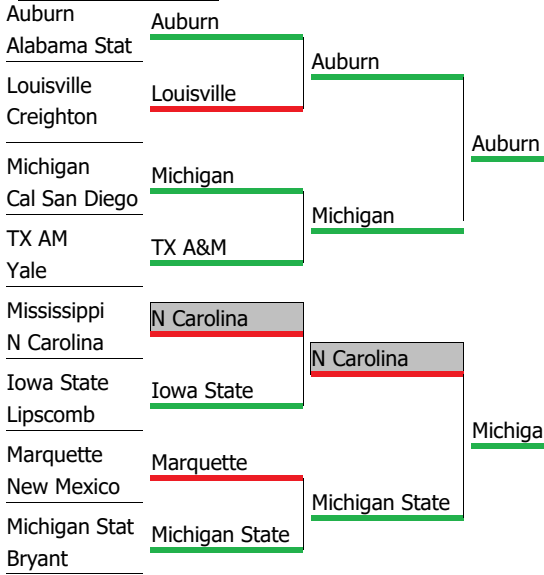 Auburn
Alabama Stat
Louisville
Creighton
Michigan
Cal San Diego
TX AM
Yale
Mississippi
N Carolina
Iowa State
Lipscomb
Marquette
New Mexico
Michigan Stat
Bryant
Auburn
Louisville
Michigan
TX A&M
N Carolina
Iowa State
Marquette
Michigan State
Auburn
Michigan
N Carolina
Michigan State
Auburn
Michiga